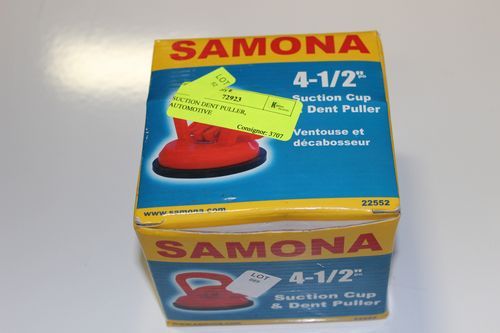 SAMONA
4-1/2"
Suction Cup
& Dent Puller
Ventouse et
décabosseur
LOT
72923
SUCTION DENT PULLER,
AUTOMOTIVE
Consignor: 3707
www.samona.com
22552
SAMONA
4-1/2"
Suction Cup
& Dent Puller
LOT